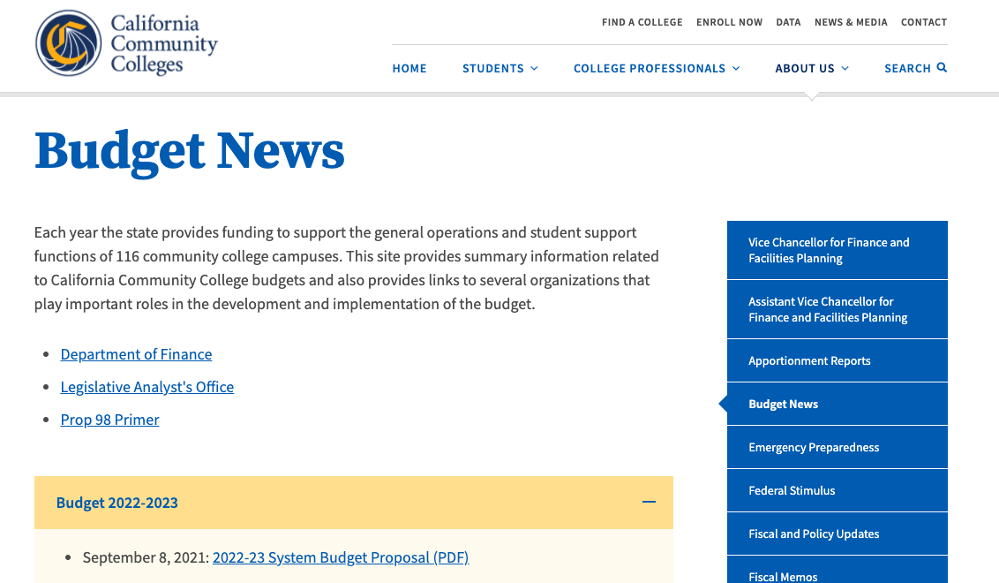 California
Community
Colleges
FIND A COLLEGE ENROLL NOW DATA NEWS & MEDIA CONTACT
HOME STUDENTS COLLEGE PROFESSIONALS ABOUT US SEARCH
Budget News
Each year the state provides funding to support the general operations and student support
functions of 116 community college campuses. This site provides summary information related
to California Community College budgets and also provides links to several organizations that
play important roles in the development and implementation of the budget.
• Department of Finance
• Legislative Analyst's Office
• Prop 98 Primer
Budget 2022-2023
• September 8, 2021: 2022-23 System Budget Proposal (PDF)
Vice Chancellor for Finance and
Facilities Planning
Assistant Vice Chancellor for
Finance and Facilities Planning
Apportionment Reports
Budget News
Emergency Preparedness
Federal Stimulus
Fiscal and Policy Updates
Fiscal Memos